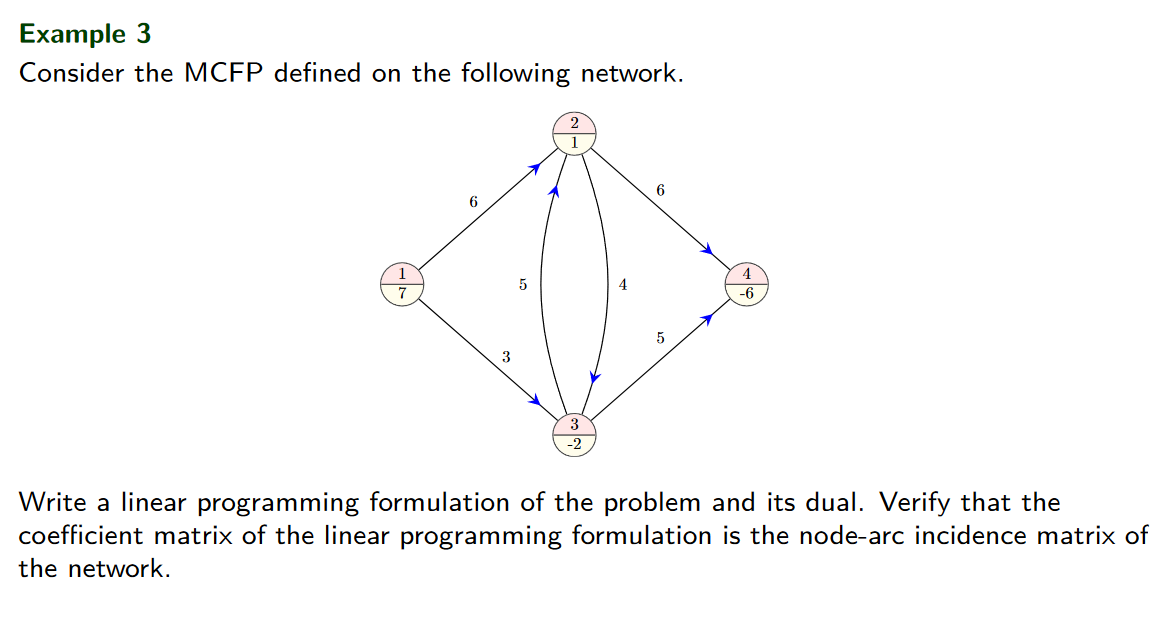 Example 3
Consider the MCFP defined on the following network.
2
1
6
6
1
7
5
4
4
-6
3
5
3
-2
Write a linear programming formulation of the problem and its dual. Verify that the
coefficient matrix of the linear programming formulation is the node-arc incidence matrix of
the network.